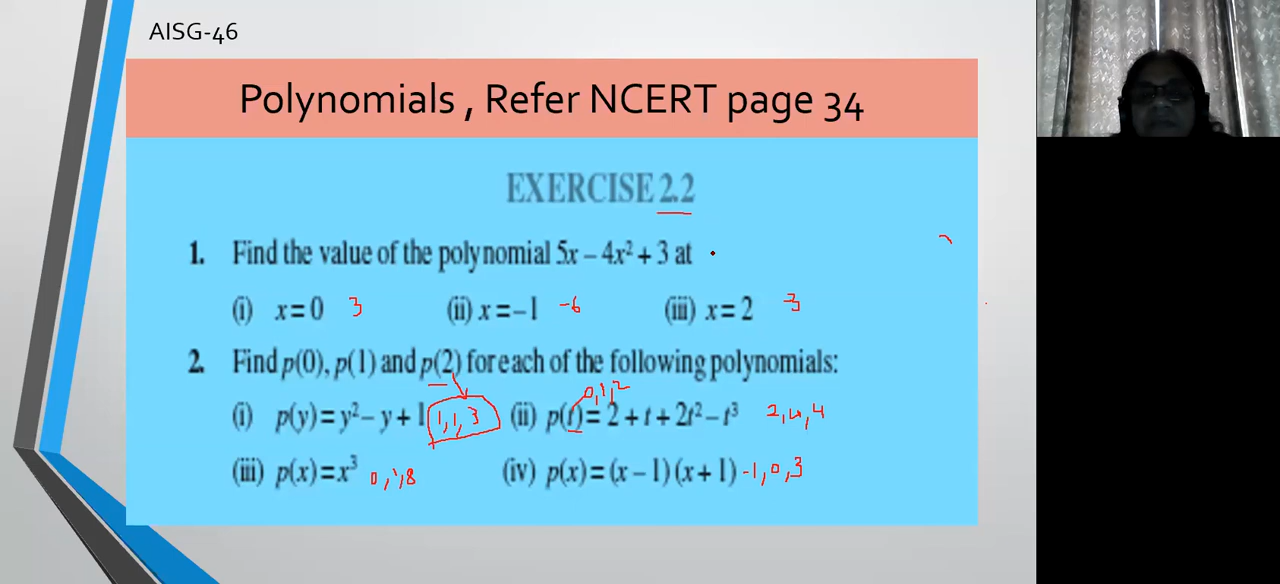 AISG-46
Polynomials , Refer NCERT page 34
EXERCISE 2.2
1. Find the value of the polynomial 5x – 4x² + 3 at
(i) x = 0 3 (ii) x = –1 -6 (iii) x = 2 -3
2. Find p(0), p(1) and p(2) for each of the following polynomials:
0,1,2
(i) p(y) = y² – y + 1 1,1,3 (ii) p(t) = 2 + t + 2t² – t³ 2,4,4
(iii) p(x) = x³ 0,1,8 (iv) p(x) = (x – 1) (x + 1) -1,0,3